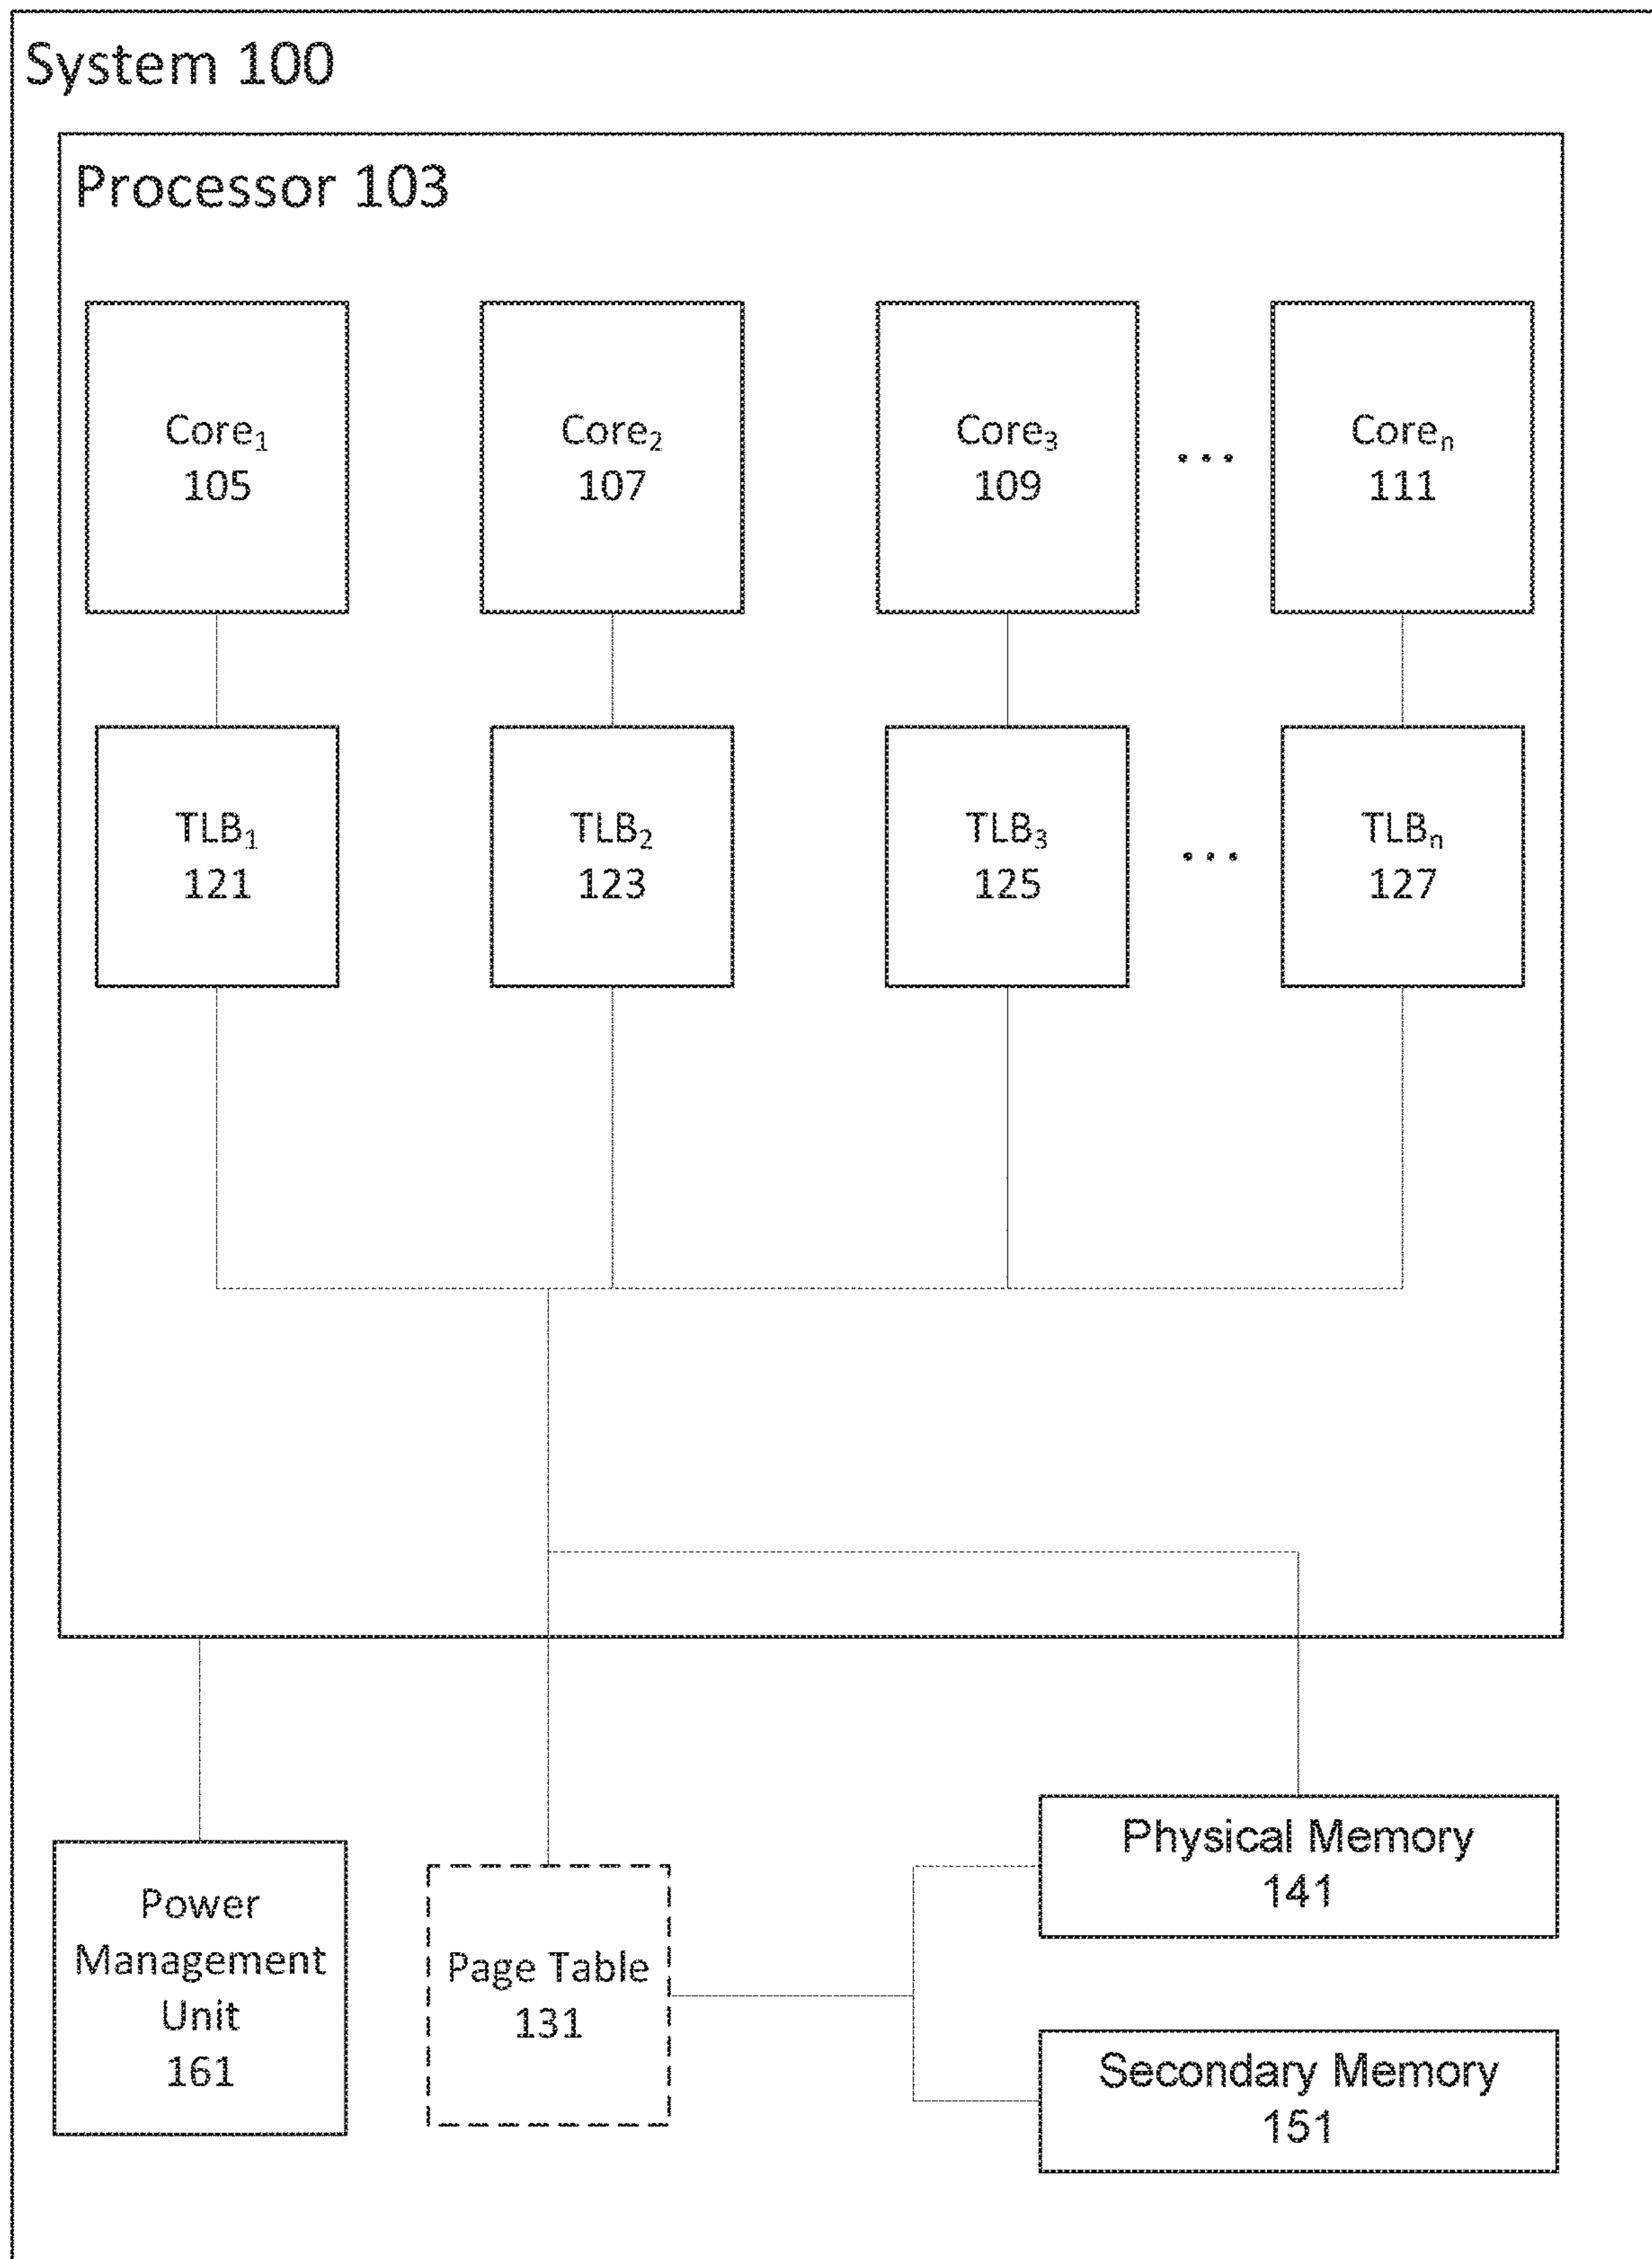 System 100
Processor 103
Core₁
105
Core₂
107
Core₃
109
...
Coreₙ
111
TLB₁
121
TLB₂
123
TLB₃
125
...
TLBₙ
127
Power
Management
Unit
161
Page Table
131
Physical Memory
141
Secondary Memory
151